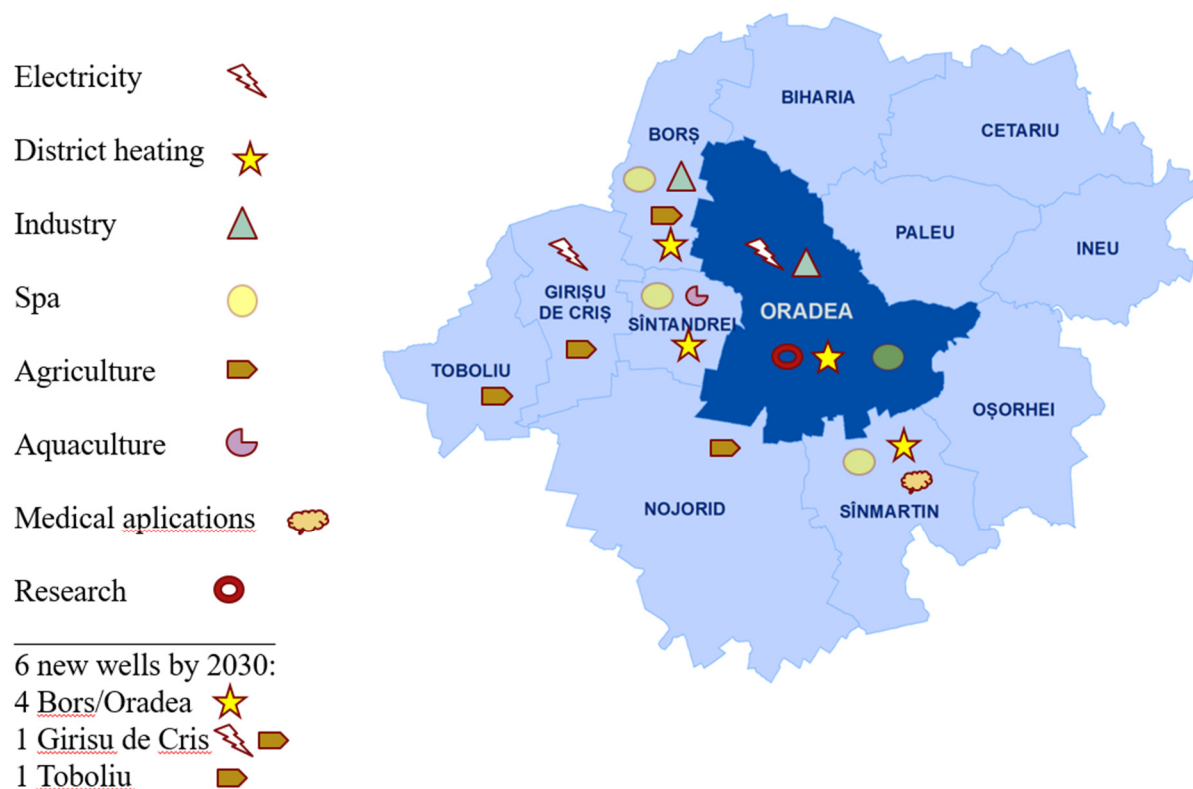 Electricity
District heating
Industry
Spa
Agriculture
Aquaculture
Medical aplications
Research
6 new wells by 2030:
4 Bors/Oradea
1 Girisu de Cris
1 Toboliu
BIHARIA
CETARIU
BORŞ
PALEU
INEU
GIRIŞU
DE CRIŞ
SÎNTANDREI
ORADEA
TOBOLIU
OŞORHEI
NOJORID
SÎNMARTIN